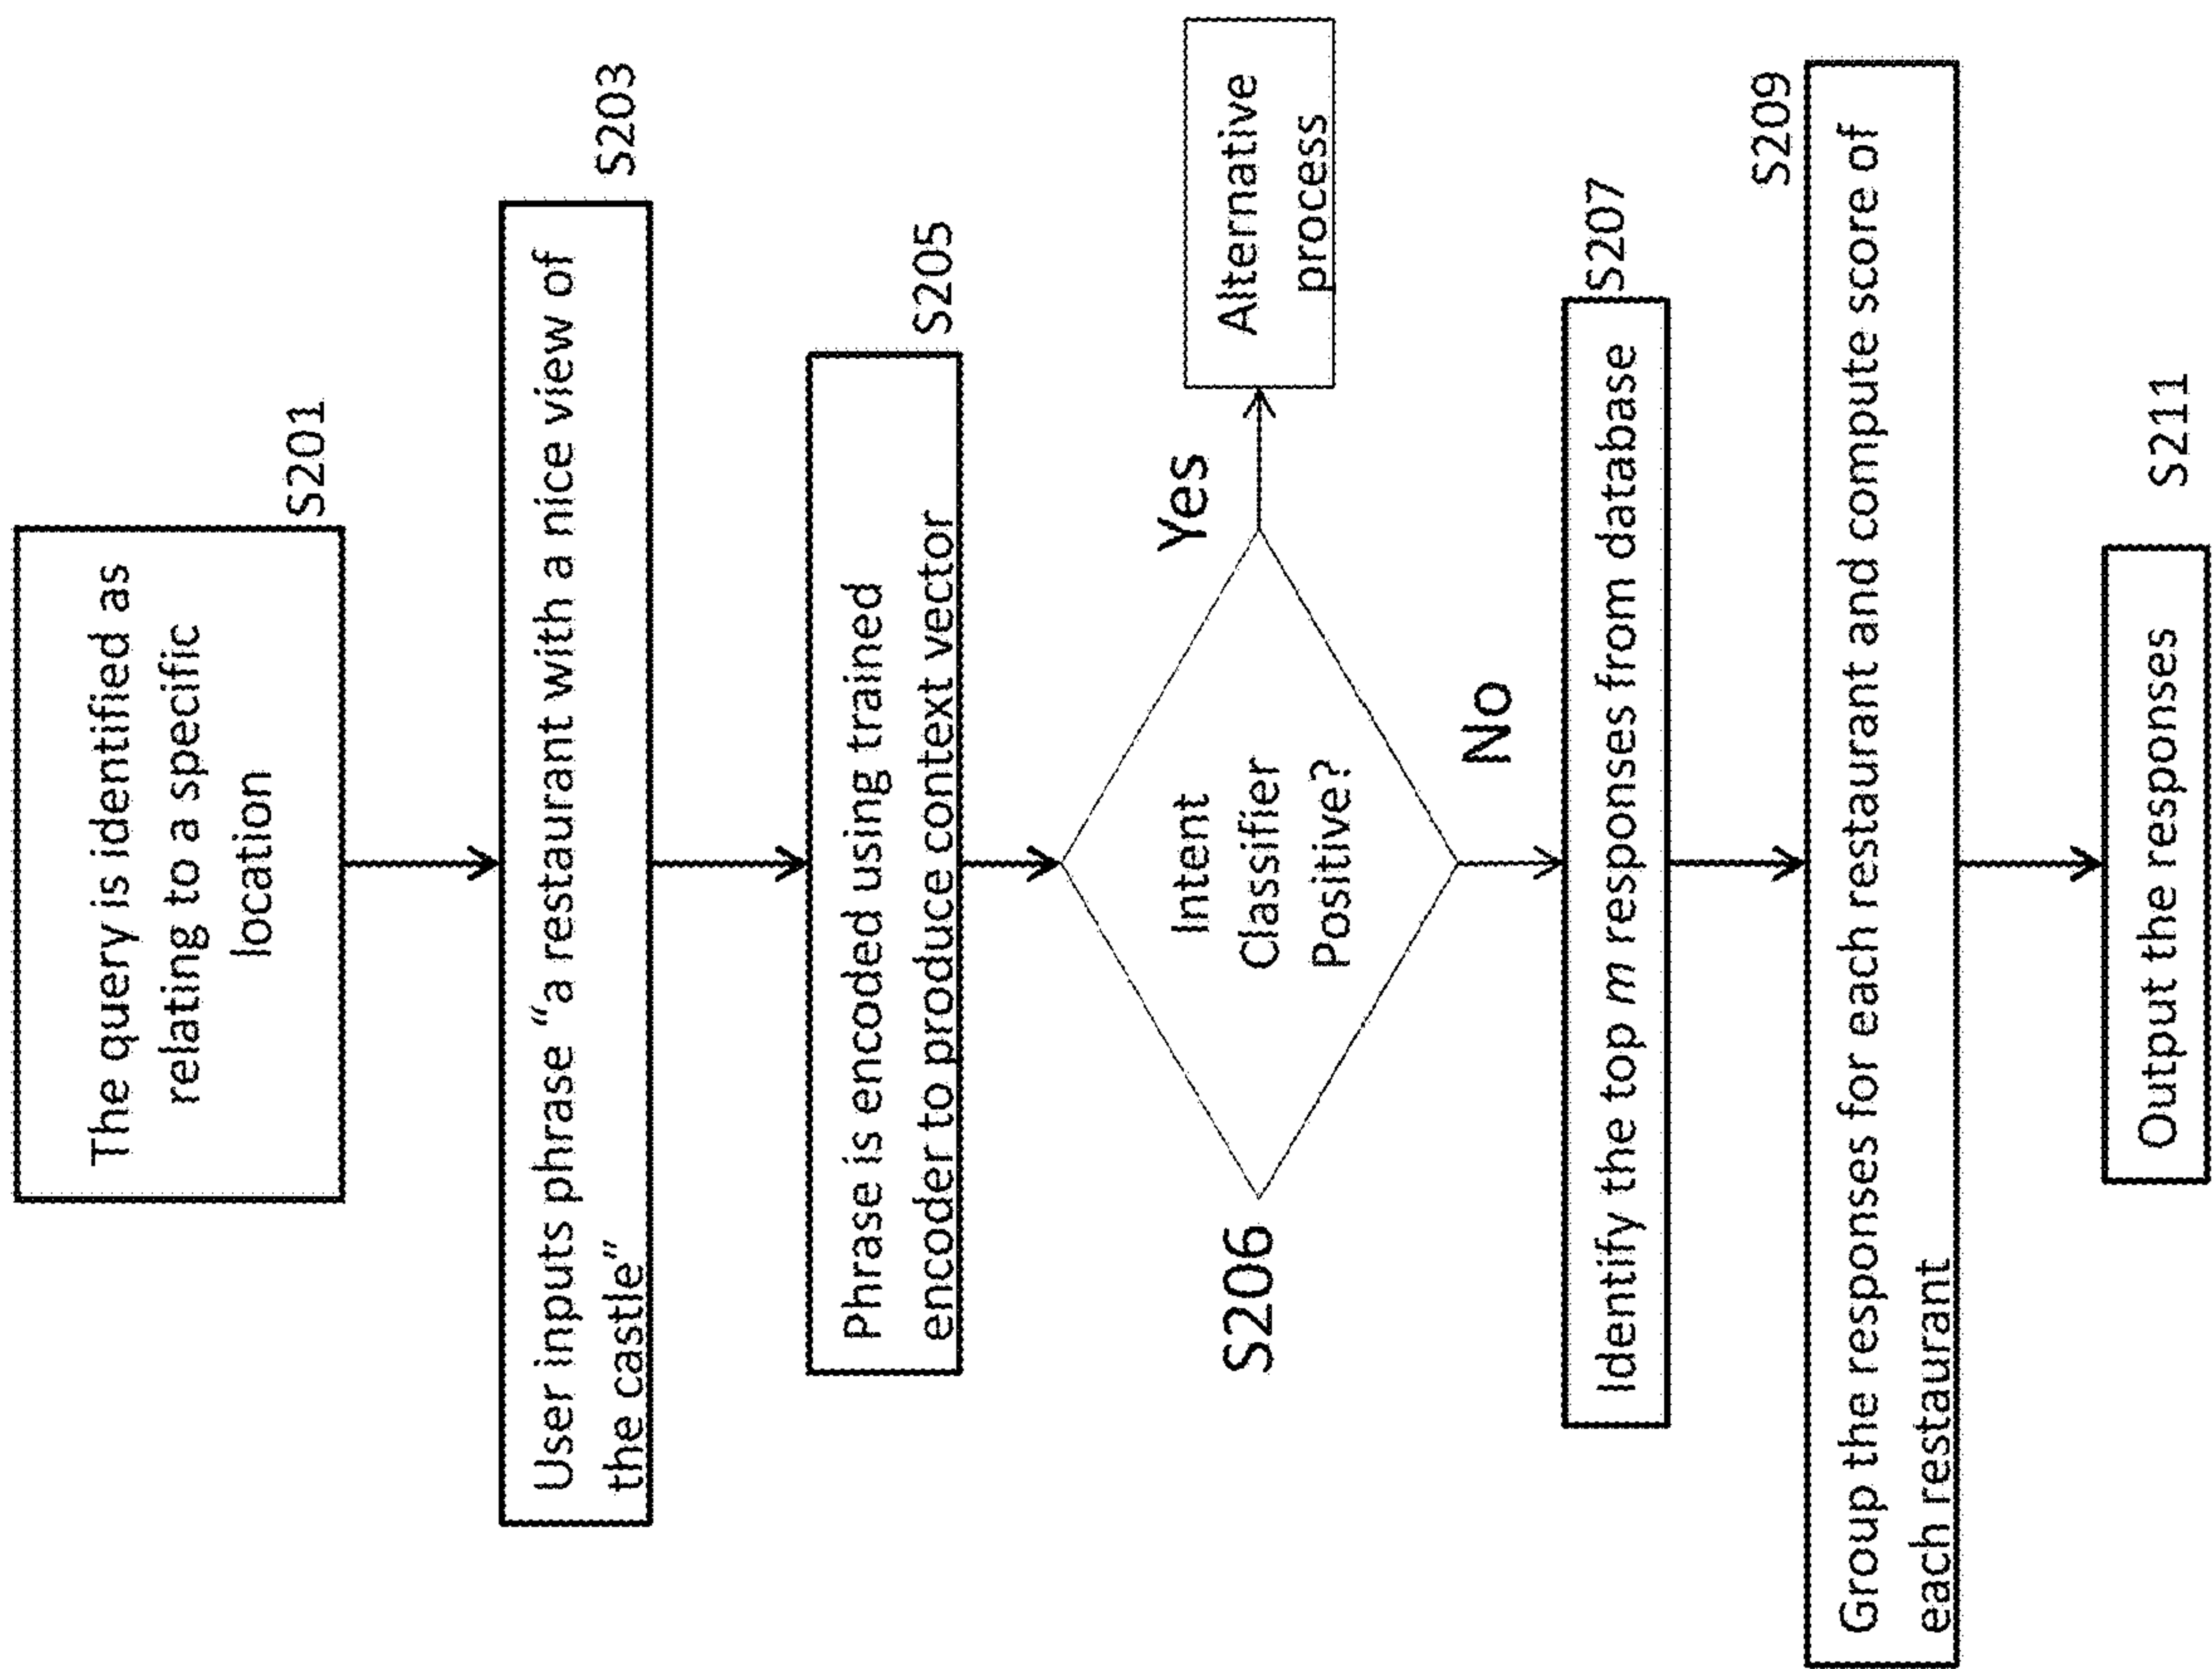 The query is identified as
relating to a specific
location
S201
User inputs phrase “a restaurant with a nice view of
the castle”
S203
Phrase is encoded using trained
encoder to produce context vector
S205
S206
Intent
Classifier
Positive?
Yes
Alternative
process
No
Identify the top m responses from database
S207
S209
Group the responses for each restaurant and compute score of
each restaurant
Output the responses
S211